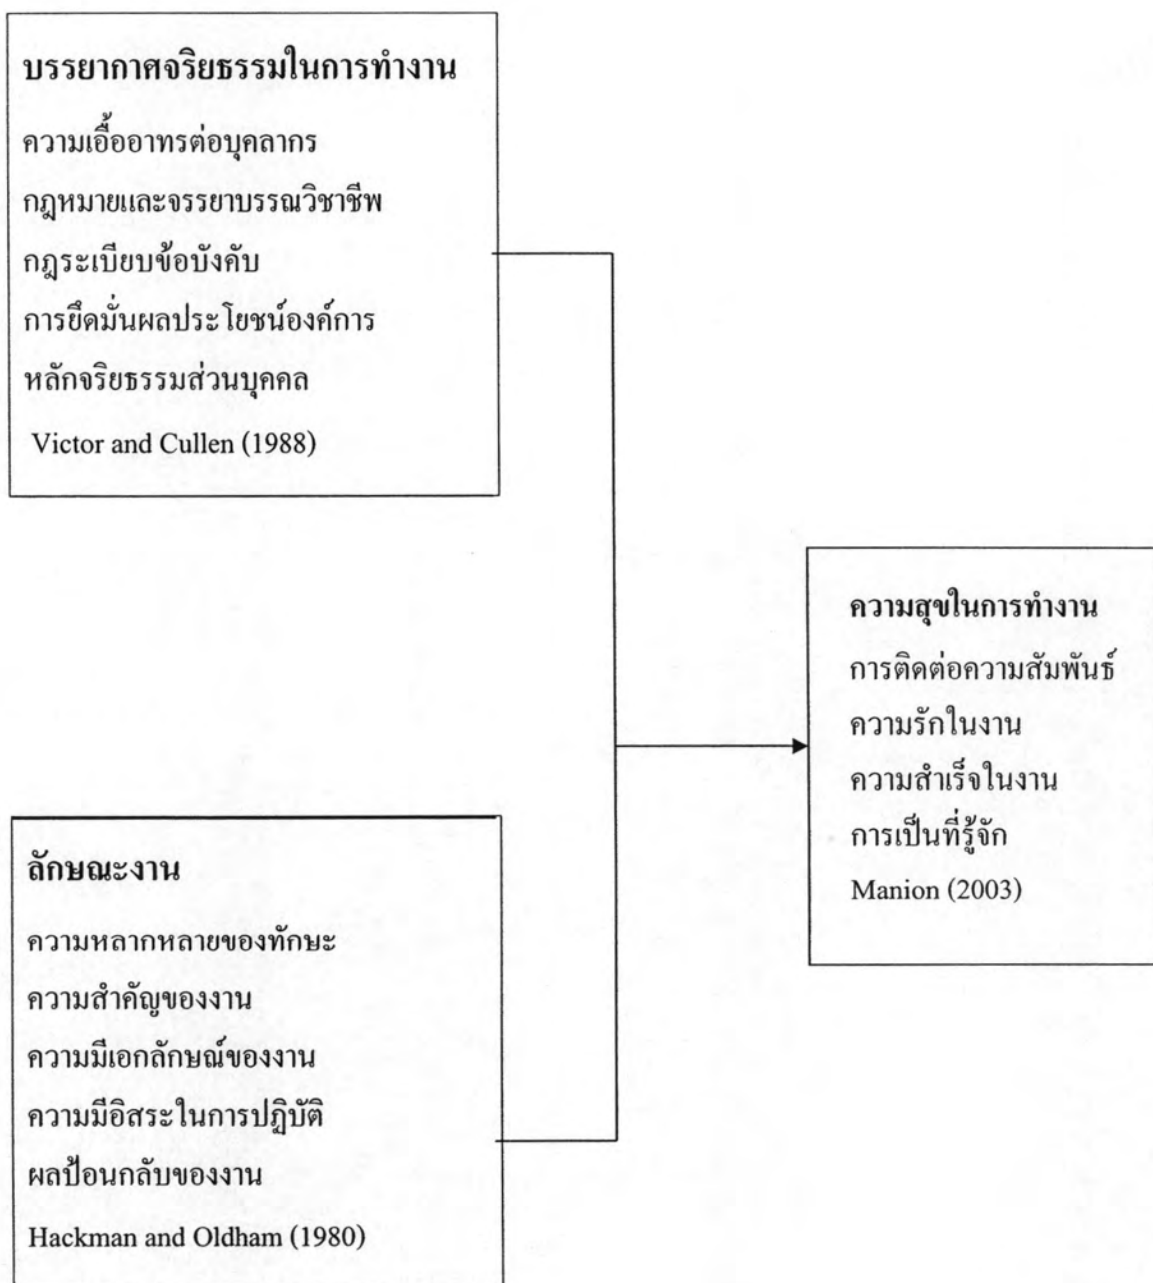 บรรยากาศจริยธรรมในการทำงาน
ความเอื้ออาทรต่อบุคลากร
กฎหมายและจรรยาบรรณวิชาชีพ
กฎระเบียบข้อบังคับ
การยึดมั่นผลประโยชน์องค์การ
หลักจริยธรรมส่วนบุคคล
Victor and Cullen (1988)
ความสุขในการทำงาน
การติดต่อความสัมพันธ์
ความรักในงาน
ความสำเร็จในงาน
การเป็นที่รู้จัก
Manion (2003)
ลักษณะงาน
ความหลากหลายของทักษะ
ความสำคัญของงาน
ความมีเอกลักษณ์ของงาน
ความมีอิสระในการปฏิบัติ
ผลป้อนกลับของงาน
Hackman and Oldham (1980)